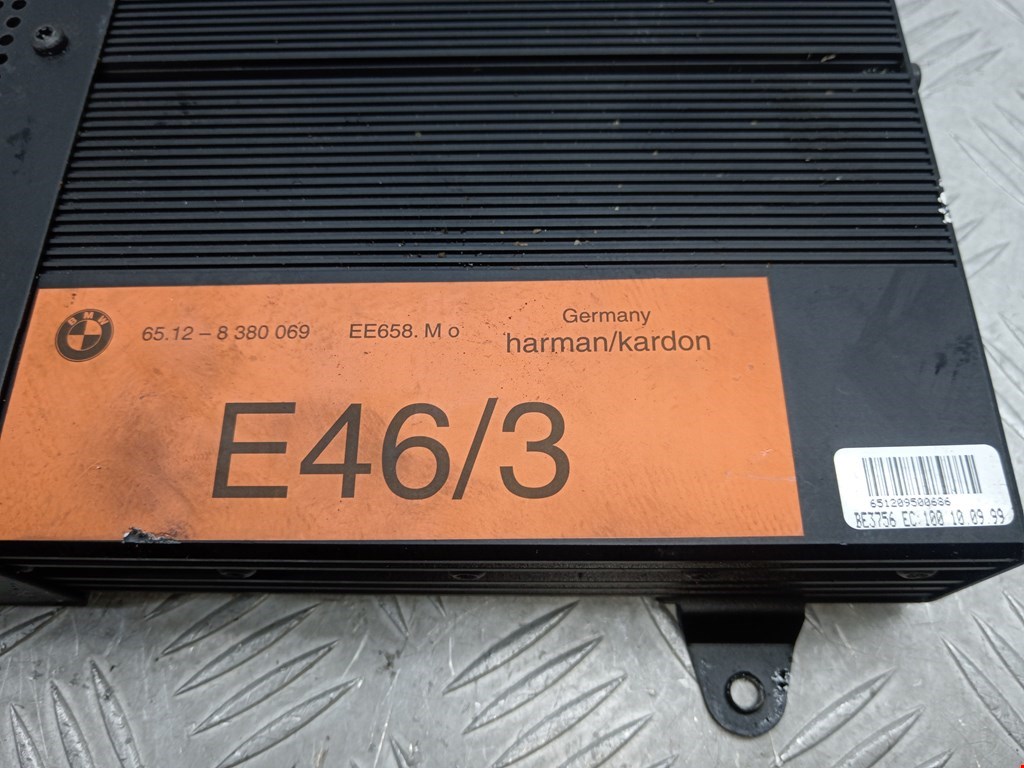 BMW
65.12 – 8 380 069
EE658. M o
Germany
harman/kardon
E46/3
651209500686
BE3756 EC:100 10.09.99